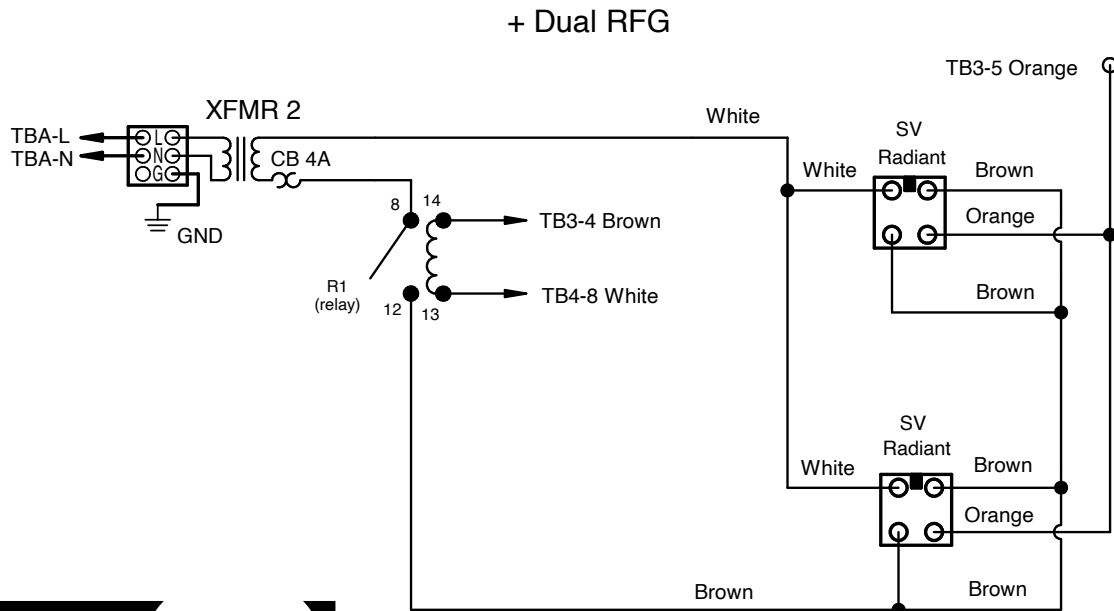 + Dual RFG
TB3-5 Orange
XFMR 2
White
TBA-L
L
SV
Radiant
TBA-N
N
CB 4A
White
Brown
G
8
14
Orange
GND
TB3-4 Brown
R1
(relay)
TB4-8 White
Brown
12
13
SV
Radiant
White
Brown
Orange
Brown
Brown